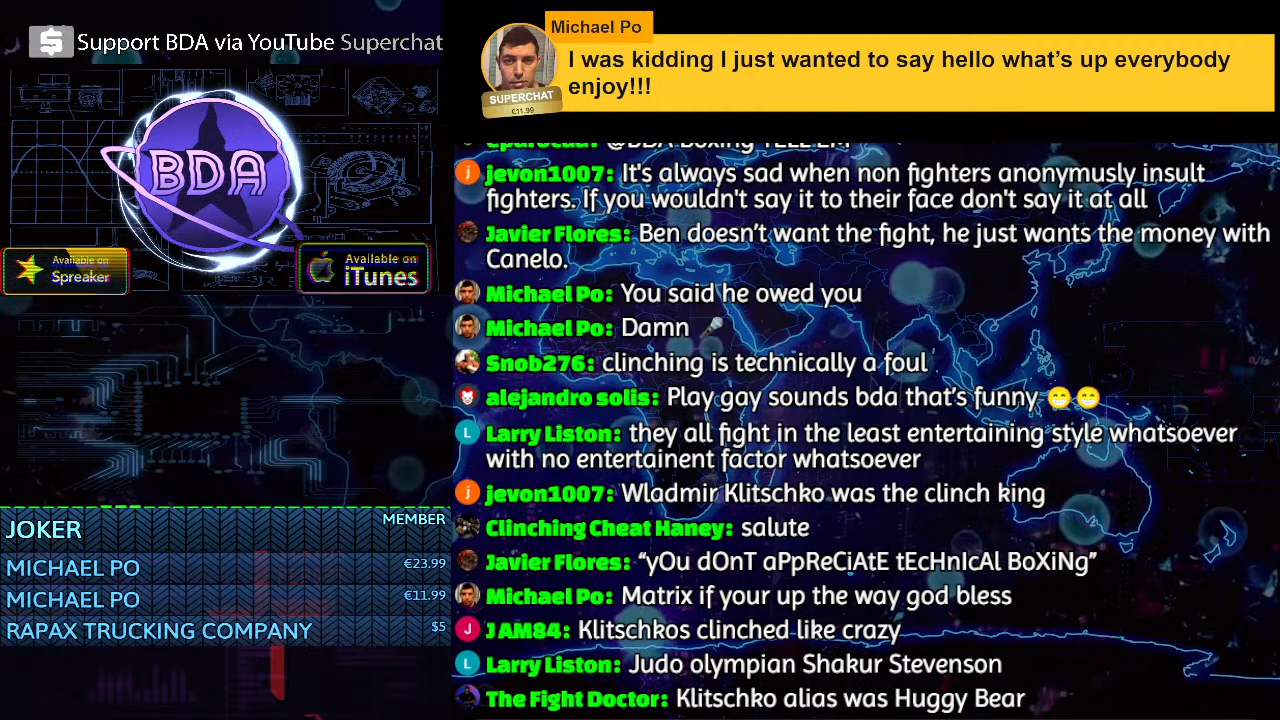 Support BDA via YouTube Superchat
BDA
Available on
Spreaker
Available on
iTunes
JOKER MEMBER
MICHAEL PO €23.99
MICHAEL PO €11.99
RAPAX TRUCKING COMPANY $5
Michael Po
I was kidding I just wanted to say hello what’s up everybody
enjoy!!!
SUPERCHAT
€11.99
jevon1007: It's always sad when non fighters anonymusly insult
fighters. If you wouldn't say it to their face don't say it at all
Javier Flores: Ben doesn’t want the fight, he just wants the money with
Canelo.
Michael Po: You said he owed you
Michael Po: Damn 🎤
Snob276: clinching is technically a foul
alejandro solis: Play gay sounds bda that’s funny 😁😁
Larry Liston: they all fight in the least entertaining style whatsoever
with no entertainent factor whatsoever
jevon1007: Wladmir Klitschko was the clinch king
Clinching Cheat Haney: salute
Javier Flores: “yOu dOnT aPpReCiAtE tEcHnIcAl BoXiNg”
Michael Po: Matrix if your up the way god bless
J AM84: Klitschkos clinched like crazy
Larry Liston: Judo olympian Shakur Stevenson
The Fight Doctor: Klitschko alias was Huggy Bear